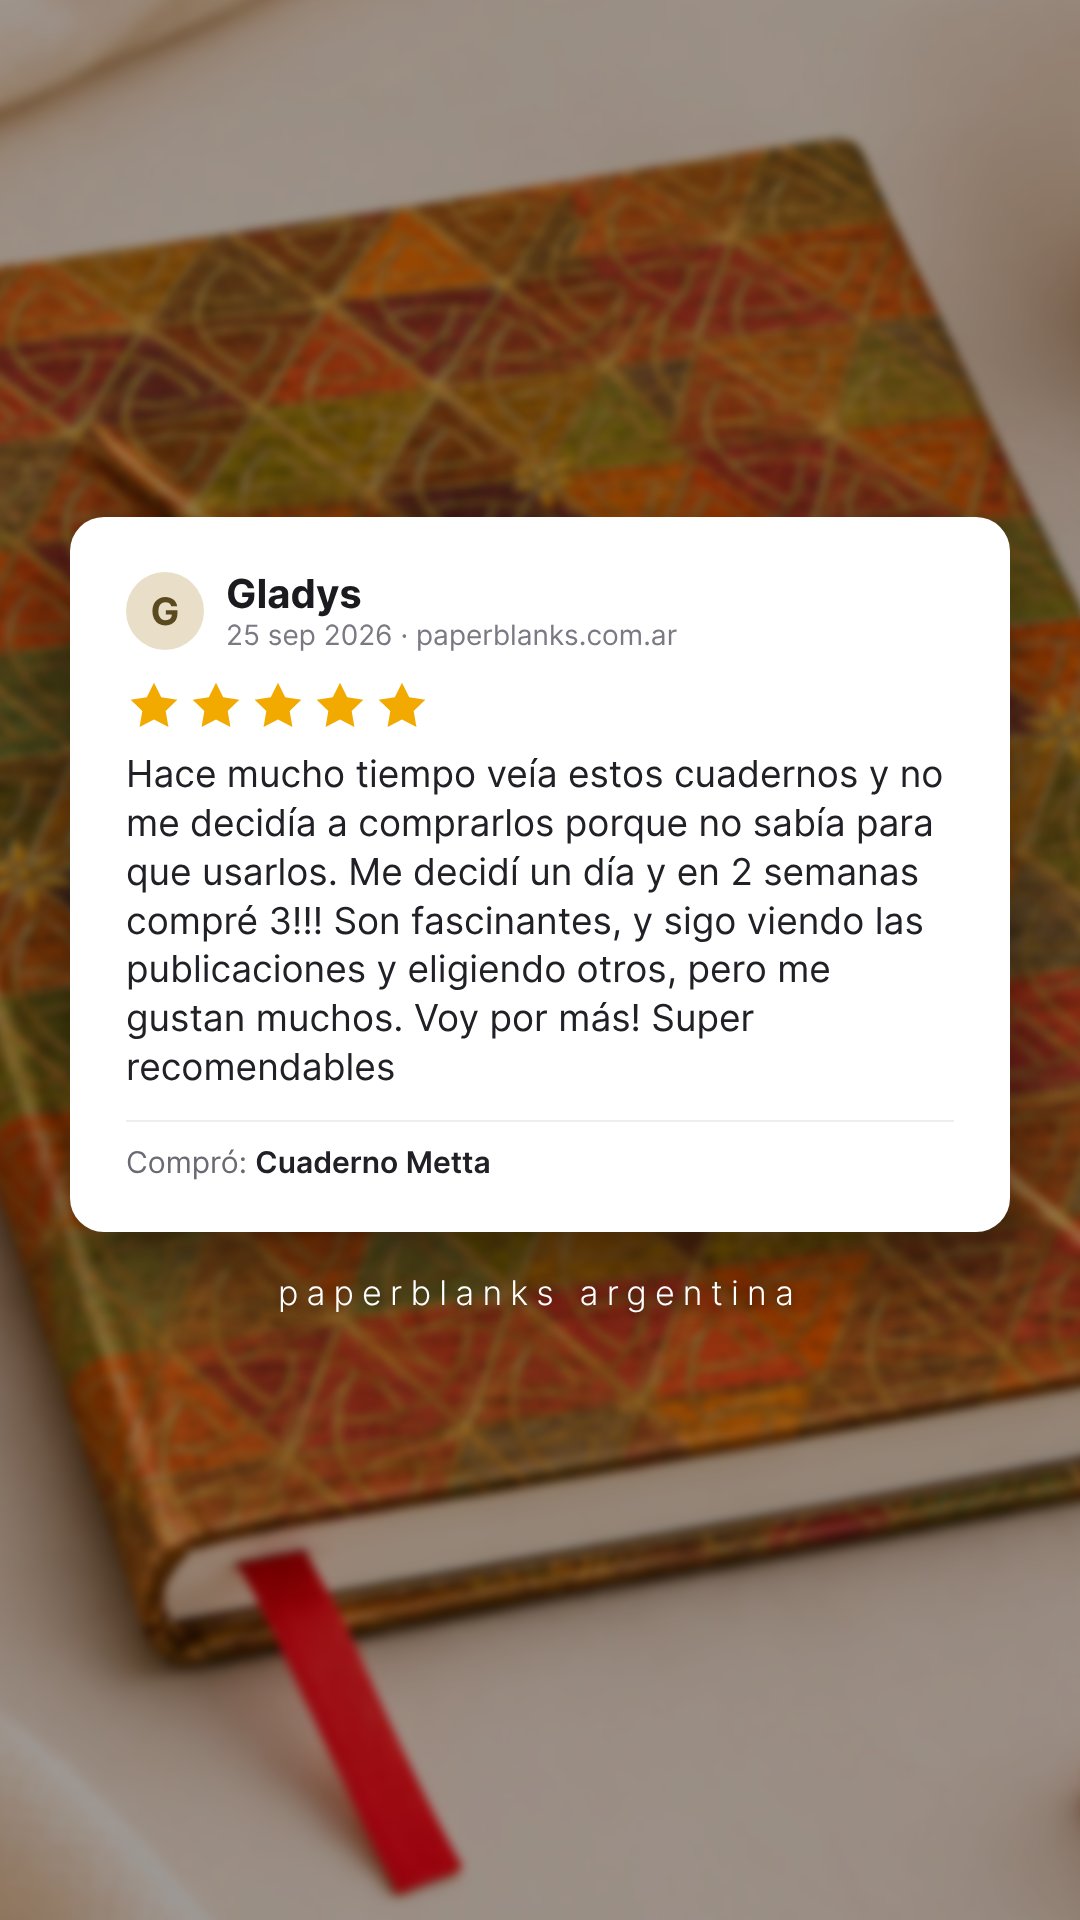 G
Gladys
25 sep 2026 · paperblanks.com.ar
Hace mucho tiempo veía estos cuadernos y no
me decidía a comprarlos porque no sabía para
que usarlos. Me decidí un día y en 2 semanas
compré 3!!! Son fascinantes, y sigo viendo las
publicaciones y eligiendo otros, pero me
gustan muchos. Voy por más! Super
recomendables
Compró: Cuaderno Metta
paperblanks argentina